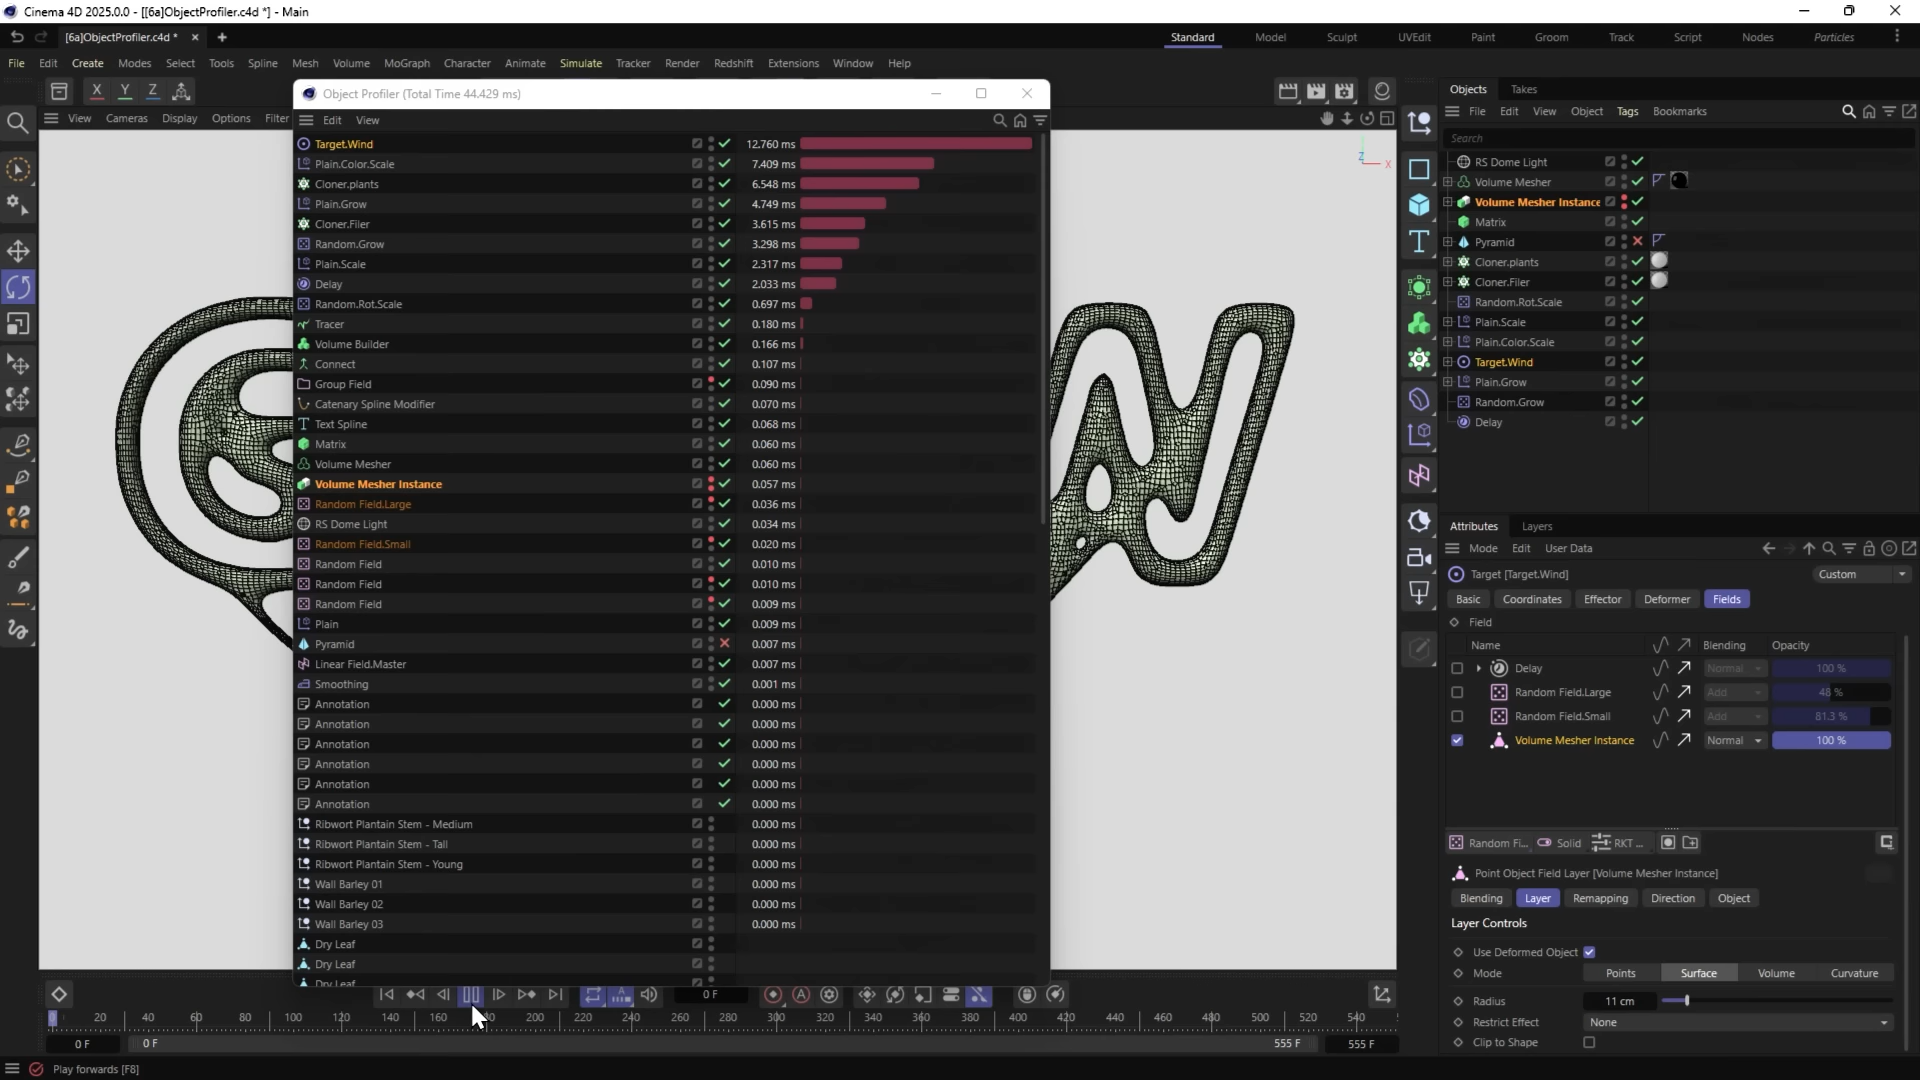 Cinema 4D 2025.0.0 - [[6a]ObjectProfiler.c4d *] - Main
[6a]ObjectProfiler.c4d *
Standard Model Sculpt UVEdit Paint Groom Track Script Nodes Particles
File Edit Create Modes Select Tools Spline Mesh Volume MoGraph Character Animate Simulate Tracker Render Redshift Extensions Window Help
X Y Z
View Cameras Display Options Filter
Object Profiler (Total Time 44.429 ms)
Edit View
Target.Wind 12.760 ms
Plain.Color.Scale 7.409 ms
Cloner.plants 6.548 ms
Plain.Grow 4.749 ms
Cloner.Filer 3.615 ms
Random.Grow 3.298 ms
Plain.Scale 2.317 ms
Delay 2.033 ms
Random.Rot.Scale 0.697 ms
Tracer 0.180 ms
Volume Builder 0.166 ms
Connect 0.107 ms
Group Field 0.090 ms
Catenary Spline Modifier 0.070 ms
Text Spline 0.068 ms
Matrix 0.060 ms
Volume Mesher 0.060 ms
Volume Mesher Instance 0.057 ms
Random Field.Large 0.036 ms
RS Dome Light 0.034 ms
Random Field.Small 0.020 ms
Random Field 0.010 ms
Random Field 0.010 ms
Random Field 0.009 ms
Plain 0.009 ms
Pyramid 0.007 ms
Linear Field.Master 0.007 ms
Smoothing 0.001 ms
Annotation 0.000 ms
Annotation 0.000 ms
Annotation 0.000 ms
Annotation 0.000 ms
Annotation 0.000 ms
Annotation 0.000 ms
Ribwort Plantain Stem - Medium 0.000 ms
Ribwort Plantain Stem - Tall 0.000 ms
Ribwort Plantain Stem - Young 0.000 ms
Wall Barley 01 0.000 ms
Wall Barley 02 0.000 ms
Wall Barley 03 0.000 ms
Dry Leaf
Dry Leaf
Dry Leaf
Z X
Objects Takes
File Edit View Object Tags Bookmarks
Search
RS Dome Light
Volume Mesher
Volume Mesher Instance
Matrix
Pyramid
Cloner.plants
Cloner.Filer
Random.Rot.Scale
Plain.Scale
Plain.Color.Scale
Target.Wind
Plain.Grow
Random.Grow
Delay
Attributes Layers
Mode Edit User Data
Target [Target.Wind] Custom
Basic Coordinates Effector Deformer Fields
Field
Name Blending Opacity
Delay Normal 100 %
Random Field.Large Add 48 %
Random Field.Small Add 81.3 %
Volume Mesher Instance Normal 100 %
Random Fi... Solid RKT ...
Point Object Field Layer [Volume Mesher Instance]
Blending Layer Remapping Direction Object
Layer Controls
Use Deformed Object
Mode Points Surface Volume Curvature
Radius 11 cm
Restrict Effect None
Clip to Shape
0 F
0 20 40 60 80 100 120 140 160 180 200 220 240 260 280 300 320 340 360 380 400 420 440 460 480 500 520 540
0 F 0 F 555 F 555 F
Play forwards [F8]